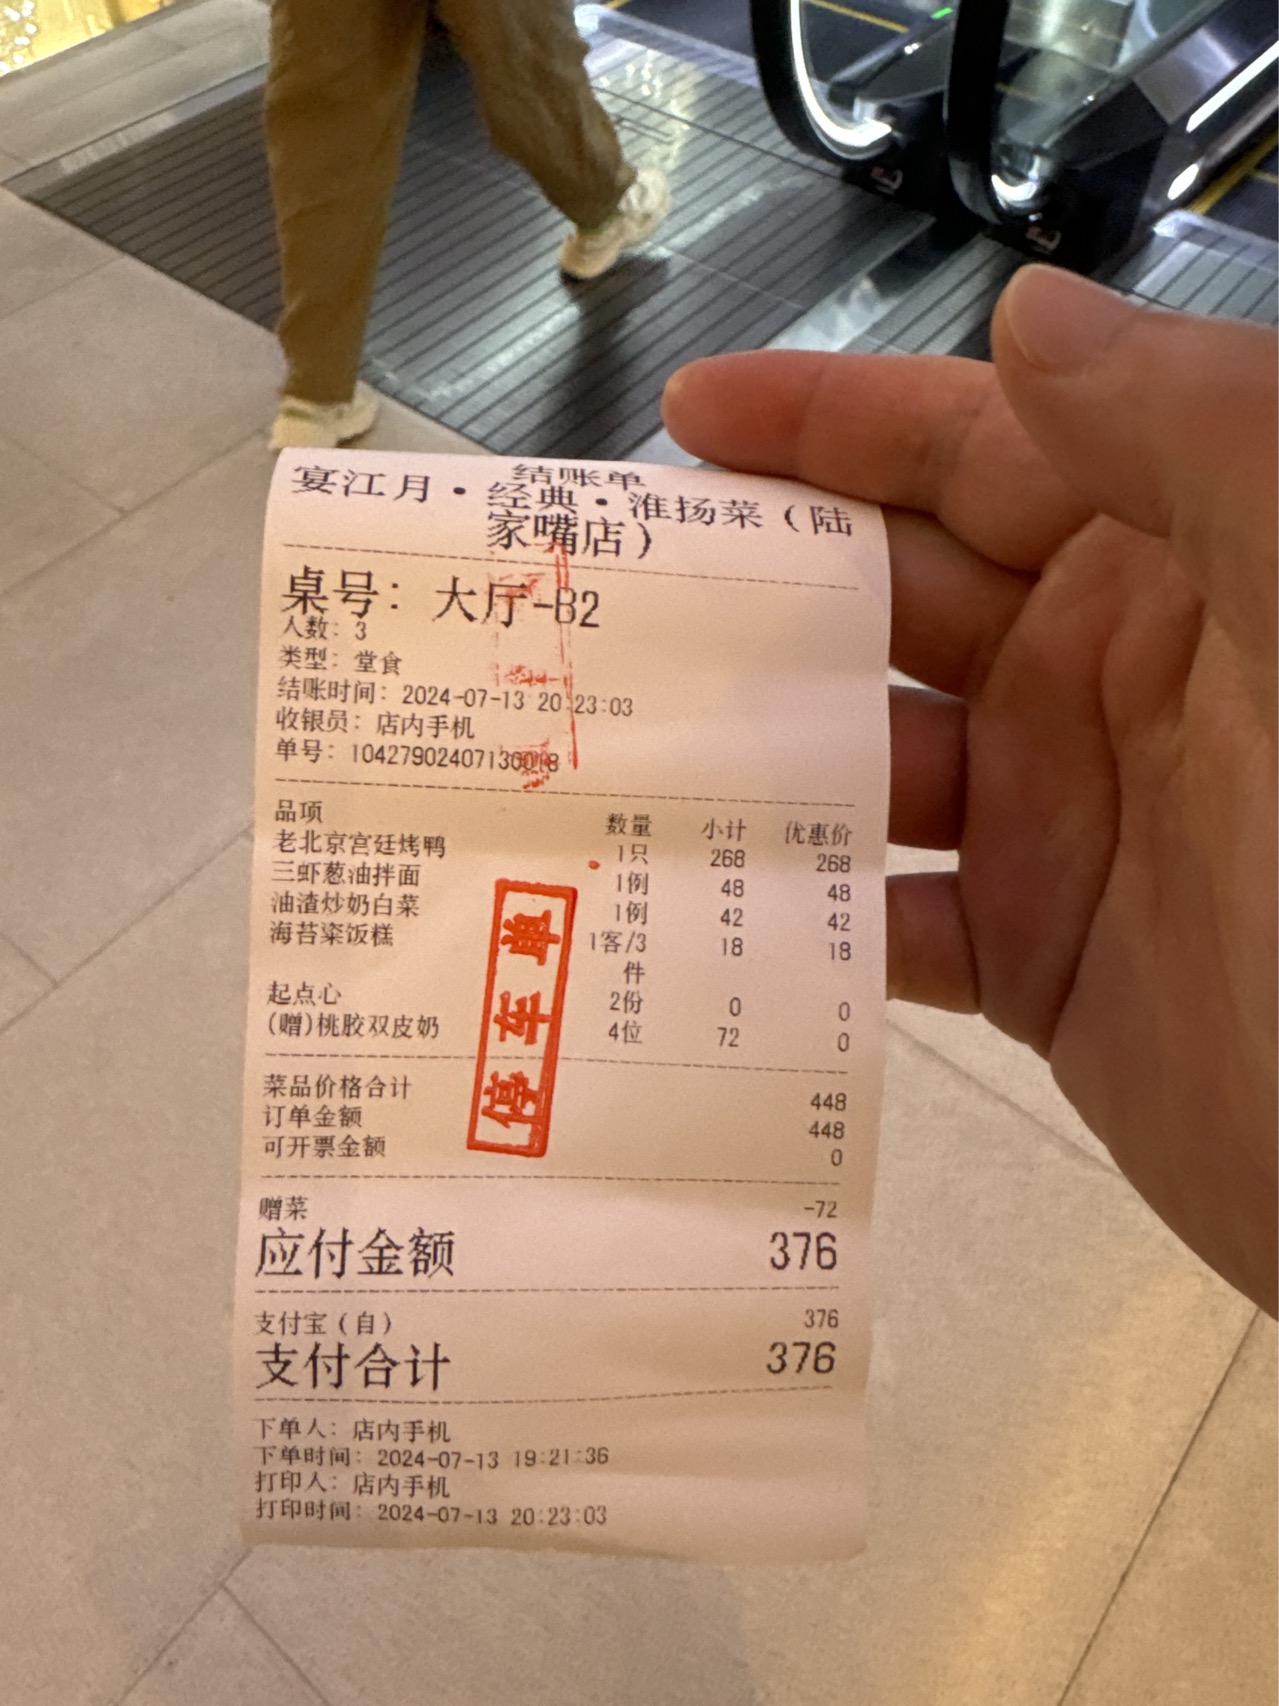 结账单
宴江月·经典·淮扬菜（陆
家嘴店）
桌号：大厅-B2
人数：3
类型：堂食
结账时间：2024-07-13 20:23:03
收银员：店内手机
单号：
品项 数量 小计 优惠价
老北京宫廷烤鸭 1只 268 268
三虾葱油拌面 1例 48 48
油渣炒奶白菜 1例 42 42
海苔粢饭糕 1客/3 18 18
件
起点心 2份 0 0
(赠)桃胶双皮奶 4位 72 0
停车单
菜品价格合计 448
订单金额 448
可开票金额 0
赠菜 -72
应付金额 376
支付宝（自） 376
支付合计 376
下单人：店内手机
下单时间：2024-07-13 19:21:36
打印人：店内手机
打印时间：2024-07-13 20:23:03